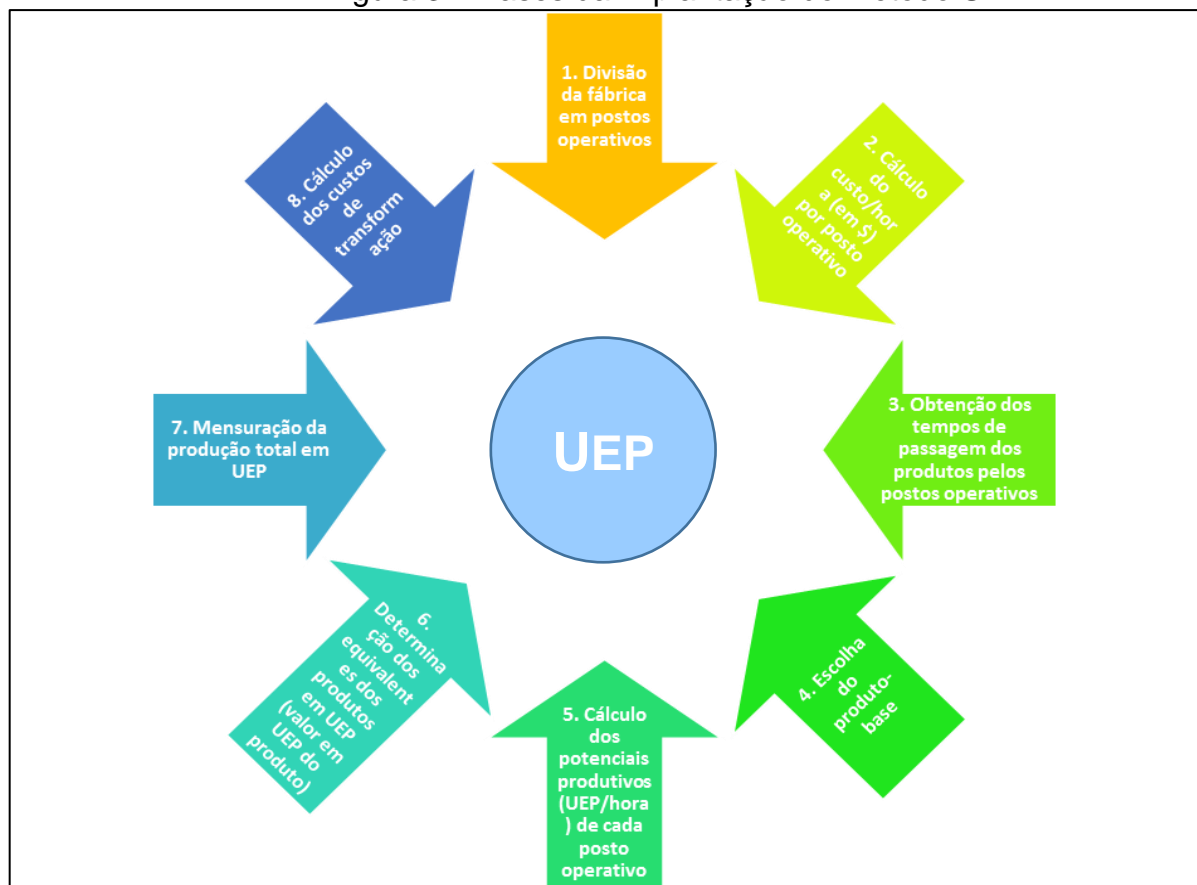 1. Divisão
da fábrica
em postos
operativos
2. Cálculo
do
custo/hor
a (em $)
por posto
operativo
3. Obtenção dos
tempos de
passagem dos
produtos pelos
postos operativos
4. Escolha
do
produto-
base
5. Cálculo
dos
potenciais
produtivos
(UEP/hora
) de cada
posto
operativo
6.
Determina
ção dos
equivalent
es dos
produtos
em UEP
(valor em
UEP do
produto)
7. Mensuração da
produção total em
UEP
8. Cálculo
dos custos
de
transform
ação
UEP